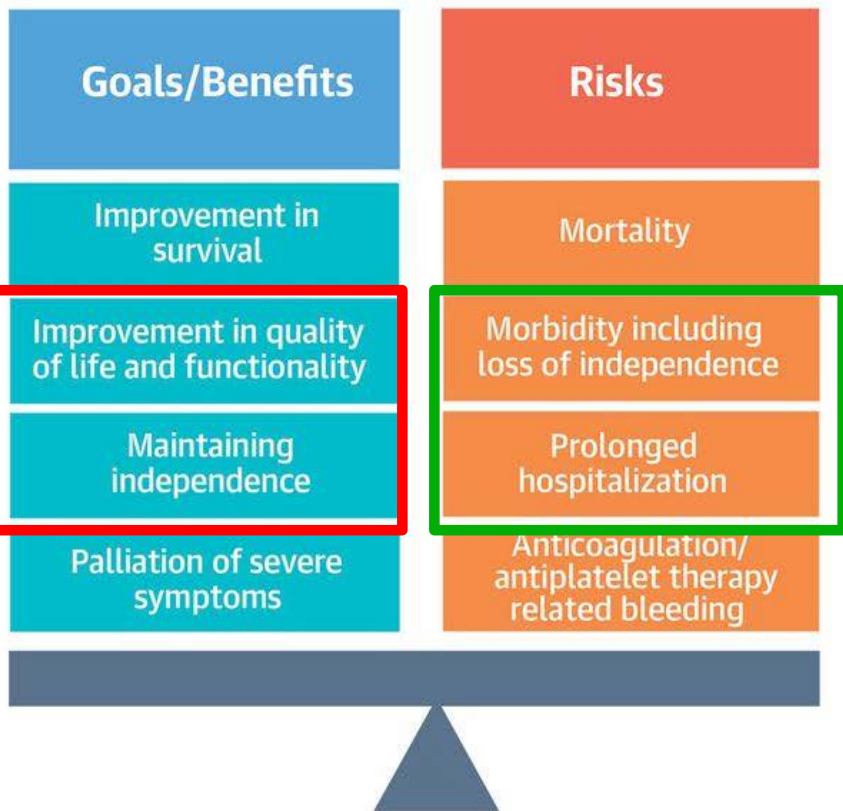 Goals/Benefits
Improvement in
survival
Improvement in quality
of life and functionality
Maintaining
independence
Palliation of severe
symptoms
Risks
Mortality
Morbidity including
loss of independence
Prolonged
hospitalization
Anticoagulation/
antiplatelet therapy
related bleeding